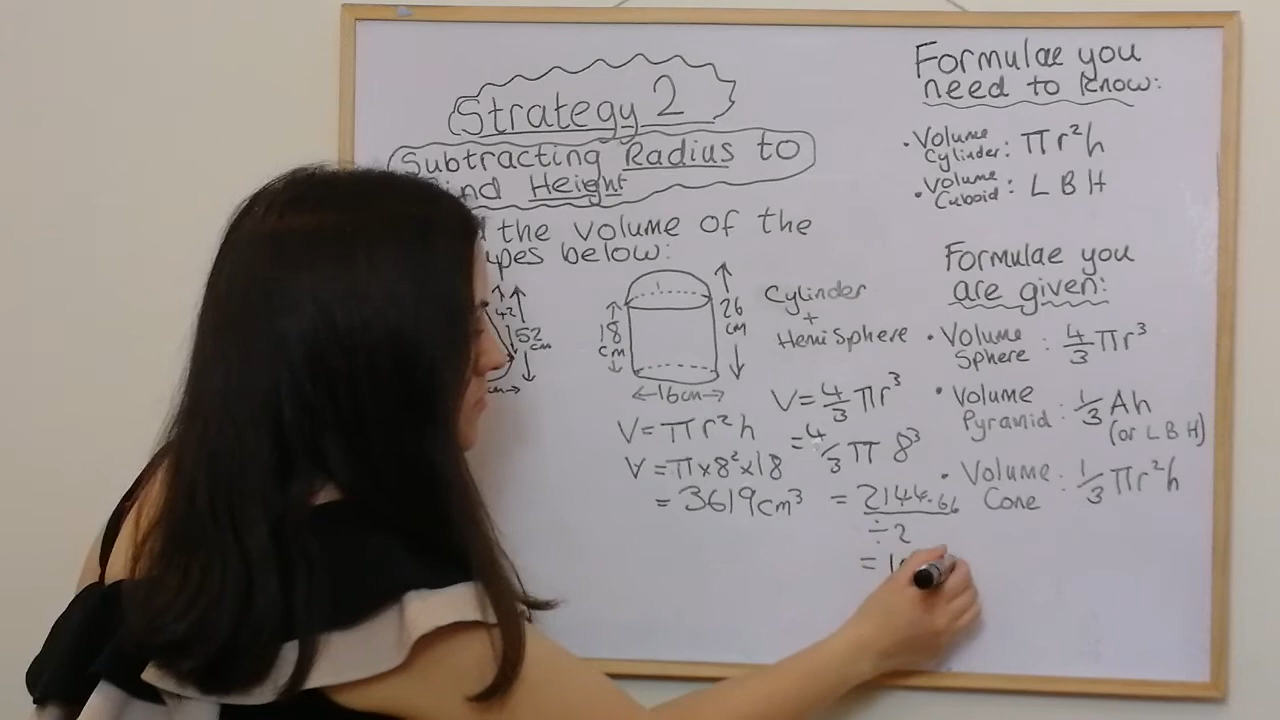 Strategy 2
Subtracting Radius to
Height
the volume of the
below:
42
52
cm
cm
18
cm
26
cm
16cm
Cylinder
+
HemiSphere
V = πr²h
V = π×8²×18
= 3619cm³
V = 4/3 πr³
= 4/3 π 8³
= 2144.66
÷2
= 1
Formulae you
need to know:
• Volume
Cylinder: πr²h
• Volume
Cuboid: L B H
Formulae you
are given:
• Volume
Sphere: 4/3 πr³
• Volume
Pyramid: 1/3 Ah
(or L B H)
• Volume
Cone: 1/3 πr²h